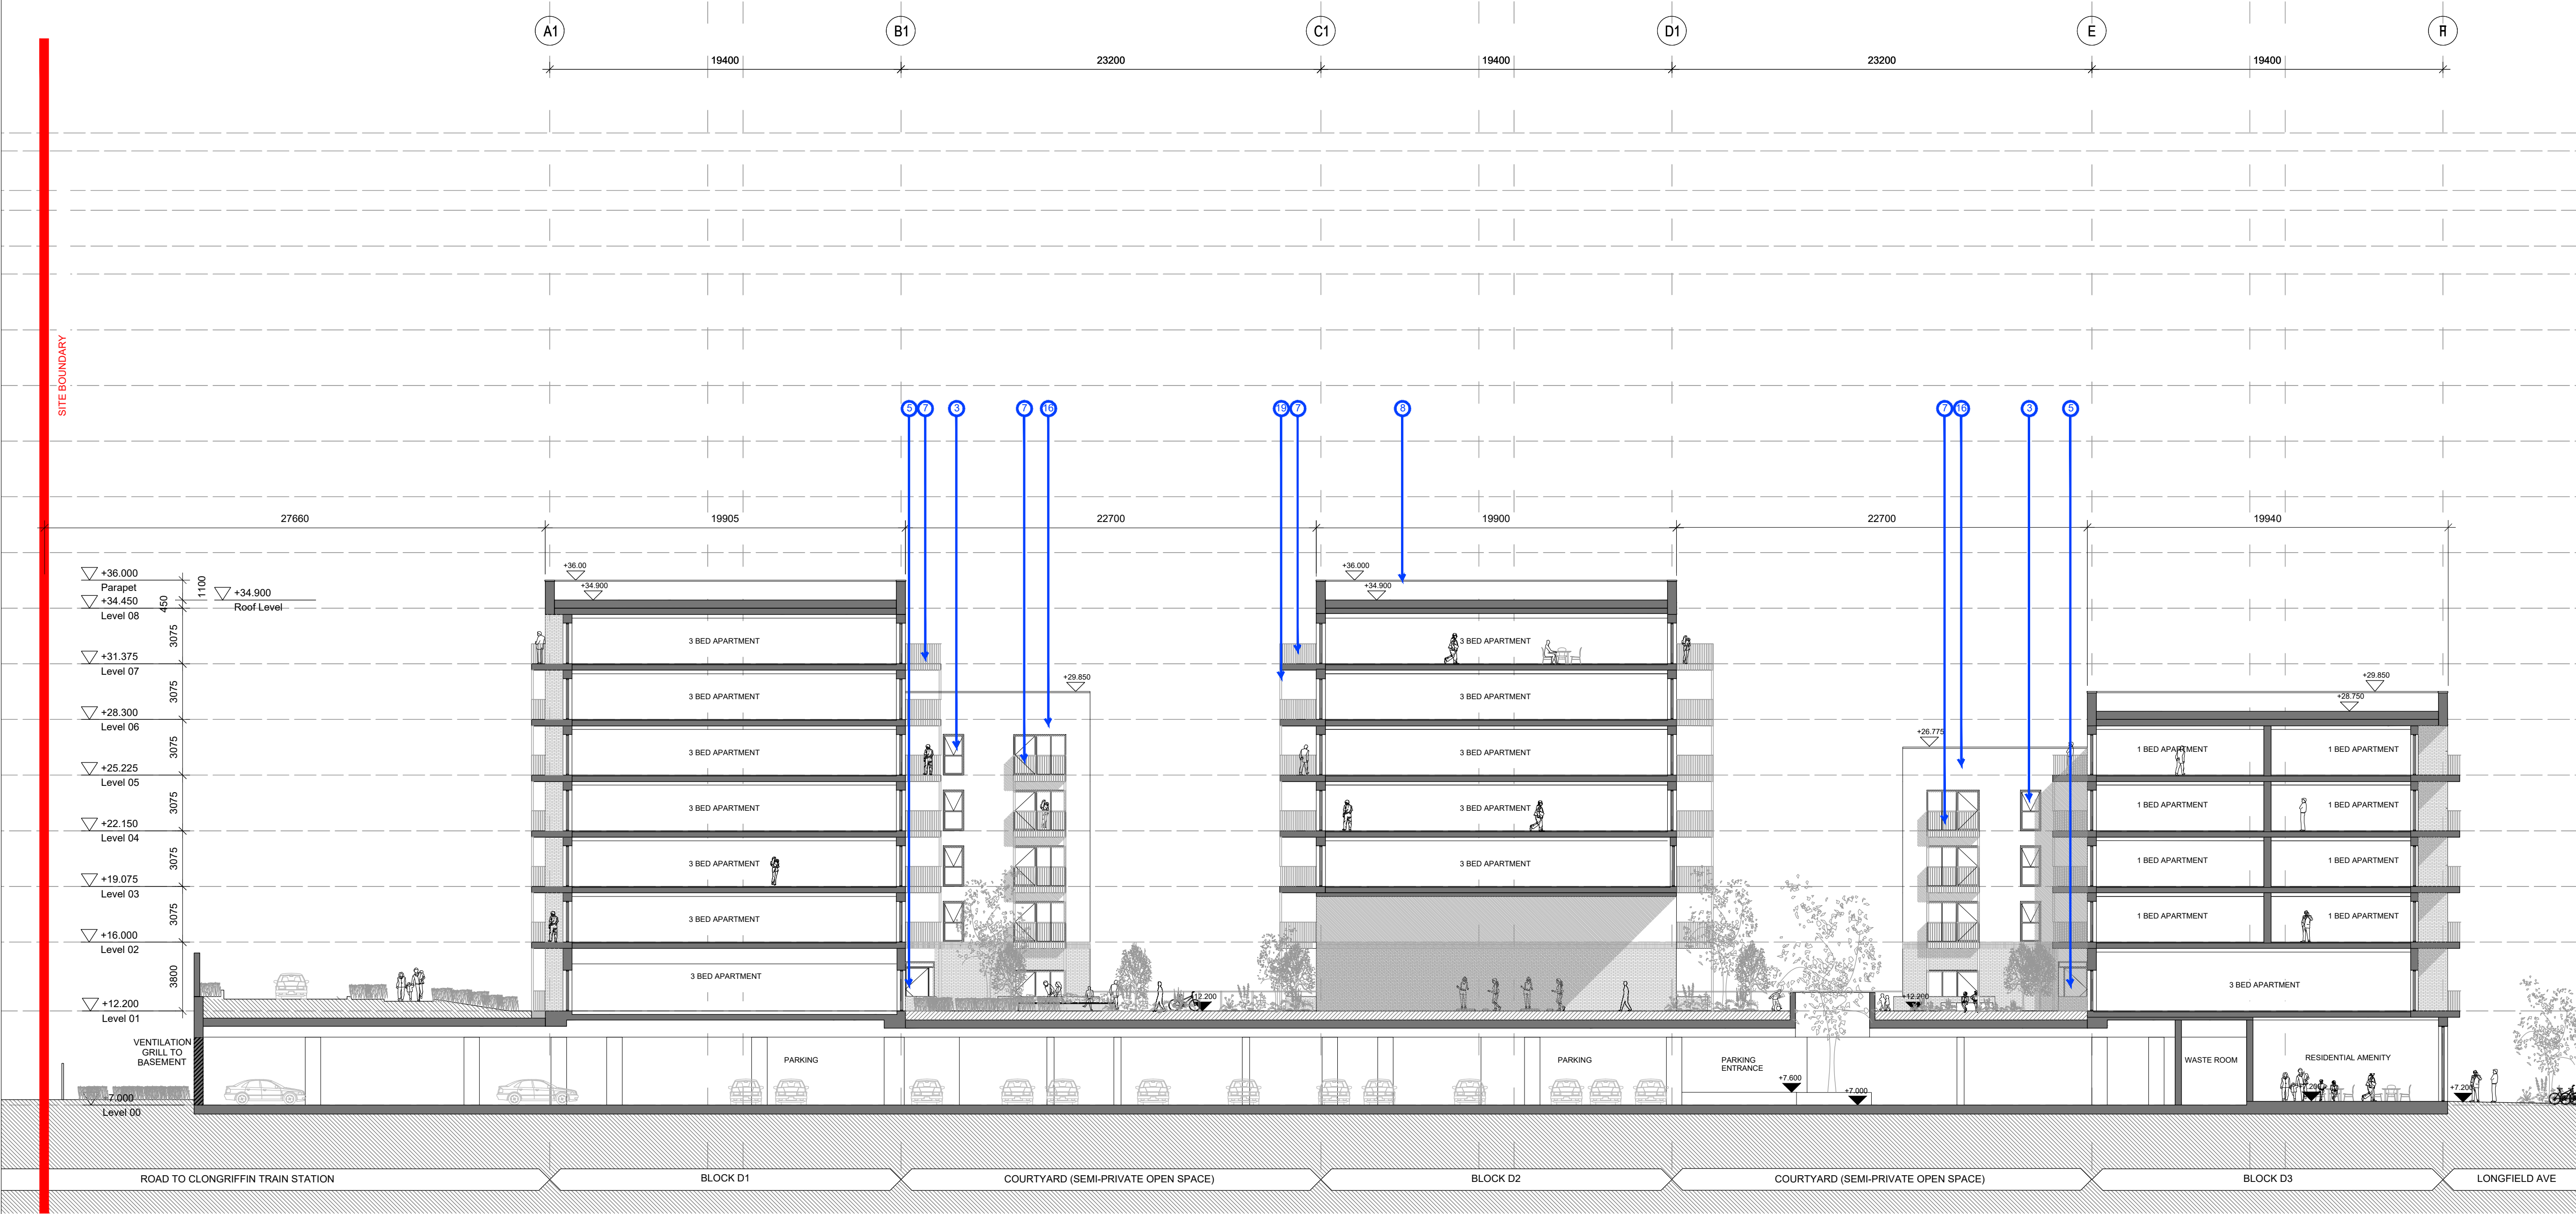 A1 B1 C1 D1 E
19400 23200 19400 23200 19400
SITE BOUNDARY
5 7 3 7 16 19 7 8 7 16 3 5
27660 19905 22700 19900 22700 19940
+36.000
Parapet
+34.450
Level 08
+31.375
Level 07
+28.300
Level 06
+25.225
Level 05
+22.150
Level 04
+19.075
Level 03
+16.000
Level 02
+12.200
Level 01
+7.000
Level 00
1100
450
3075
3075
3075
3075
3075
3075
3800
+34.900
Roof Level
+36.00
+34.900
3 BED APARTMENT
3 BED APARTMENT
3 BED APARTMENT
3 BED APARTMENT
3 BED APARTMENT
3 BED APARTMENT
3 BED APARTMENT
+29.850
12.200
+36.000
+34.900
3 BED APARTMENT
3 BED APARTMENT
3 BED APARTMENT
3 BED APARTMENT
3 BED APARTMENT
+26.775
+12.200
+29.850
+28.750
1 BED APARTMENT 1 BED APARTMENT
1 BED APARTMENT 1 BED APARTMENT
1 BED APARTMENT 1 BED APARTMENT
1 BED APARTMENT 1 BED APARTMENT
3 BED APARTMENT
VENTILATION
GRILL TO
BASEMENT
PARKING
PARKING
PARKING
ENTRANCE
+7.600
+7.000
WASTE ROOM
RESIDENTIAL AMENITY
+7.200
ROAD TO CLONGRIFFIN TRAIN STATION
BLOCK D1
COURTYARD (SEMI-PRIVATE OPEN SPACE)
BLOCK D2
COURTYARD (SEMI-PRIVATE OPEN SPACE)
BLOCK D3
LONGFIELD AVE